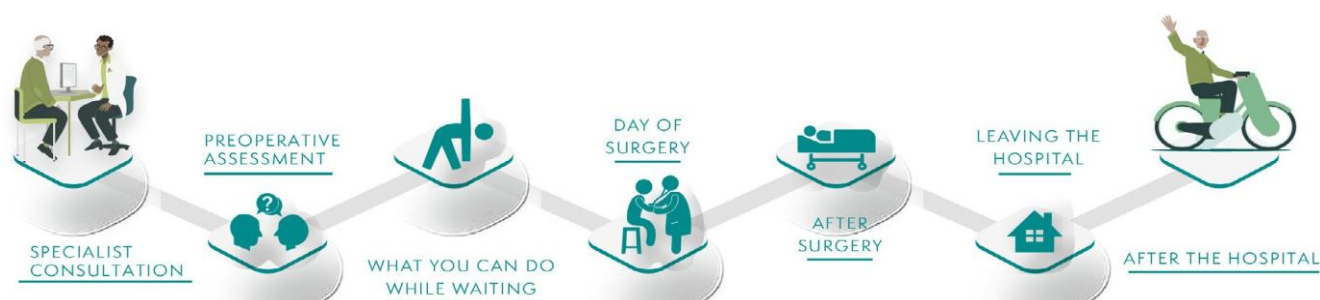 SPECIALIST
CONSULTATION
PREOPERATIVE
ASSESSMENT
?
WHAT YOU CAN DO
WHILE WAITING
DAY OF
SURGERY
AFTER
SURGERY
LEAVING THE
HOSPITAL
AFTER THE HOSPITAL